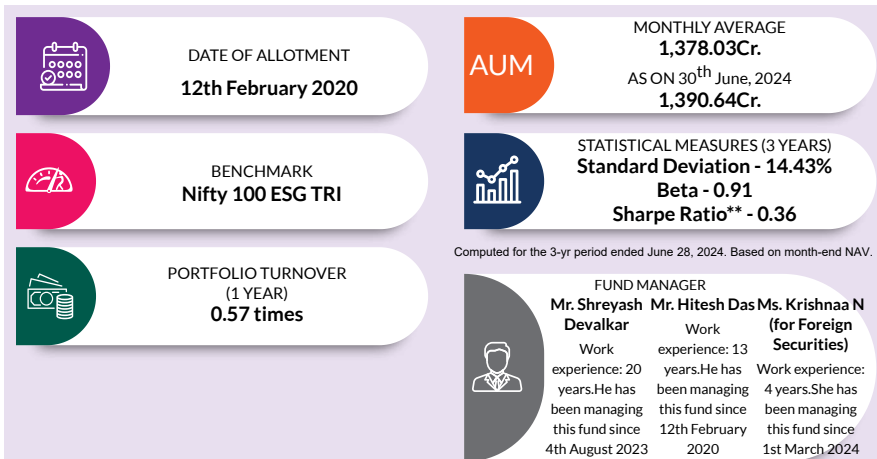 DATE OF ALLOTMENT
12th February 2020
BENCHMARK
Nifty 100 ESG TRI
PORTFOLIO TURNOVER
(1 YEAR)
0.57 times
AUM
MONTHLY AVERAGE
1,378.03Cr.
AS ON 30th June, 2024
1,390.64Cr.
STATISTICAL MEASURES (3 YEARS)
Standard Deviation - 14.43%
Beta - 0.91
Sharpe Ratio** - 0.36
Computed for the 3-yr period ended June 28, 2024. Based on month-end NAV.
FUND MANAGER
Mr. Shreyash
Devalkar
Work
experience: 20
years.He has
been managing
this fund since
4th August 2023
Mr. Hitesh Das
Work
experience: 13
years.He has
been managing
this fund since
12th February
2020
Ms. Krishnaa N
(for Foreign
Securities)
Work experience:
4 years.She has
been managing
this fund since
1st March 2024